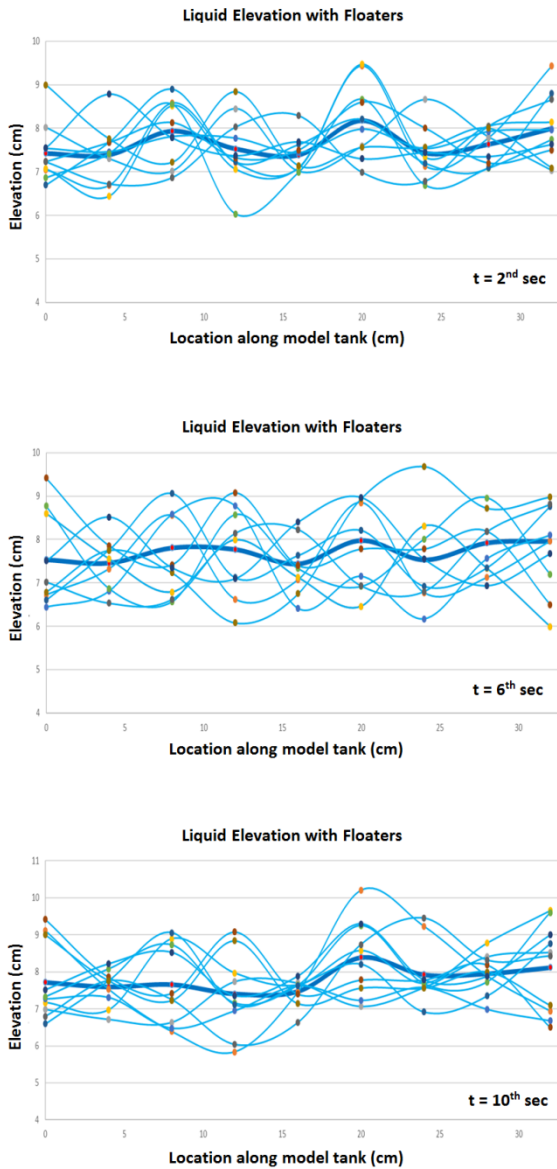 Liquid Elevation with Floaters
10
9
8
7
6
5
4
Elevation (cm)
t = 2nd sec
0 5 10 15 20 25 30
Location along model tank (cm)
Liquid Elevation with Floaters
10
9
8
7
6
5
4
Elevation (cm)
t = 6th sec
0 5 10 15 20 25 30
Location along model tank (cm)
Liquid Elevation with Floaters
11
10
9
8
7
6
5
4
Elevation (cm)
t = 10th sec
0 5 10 15 20 25 30
Location along model tank (cm)